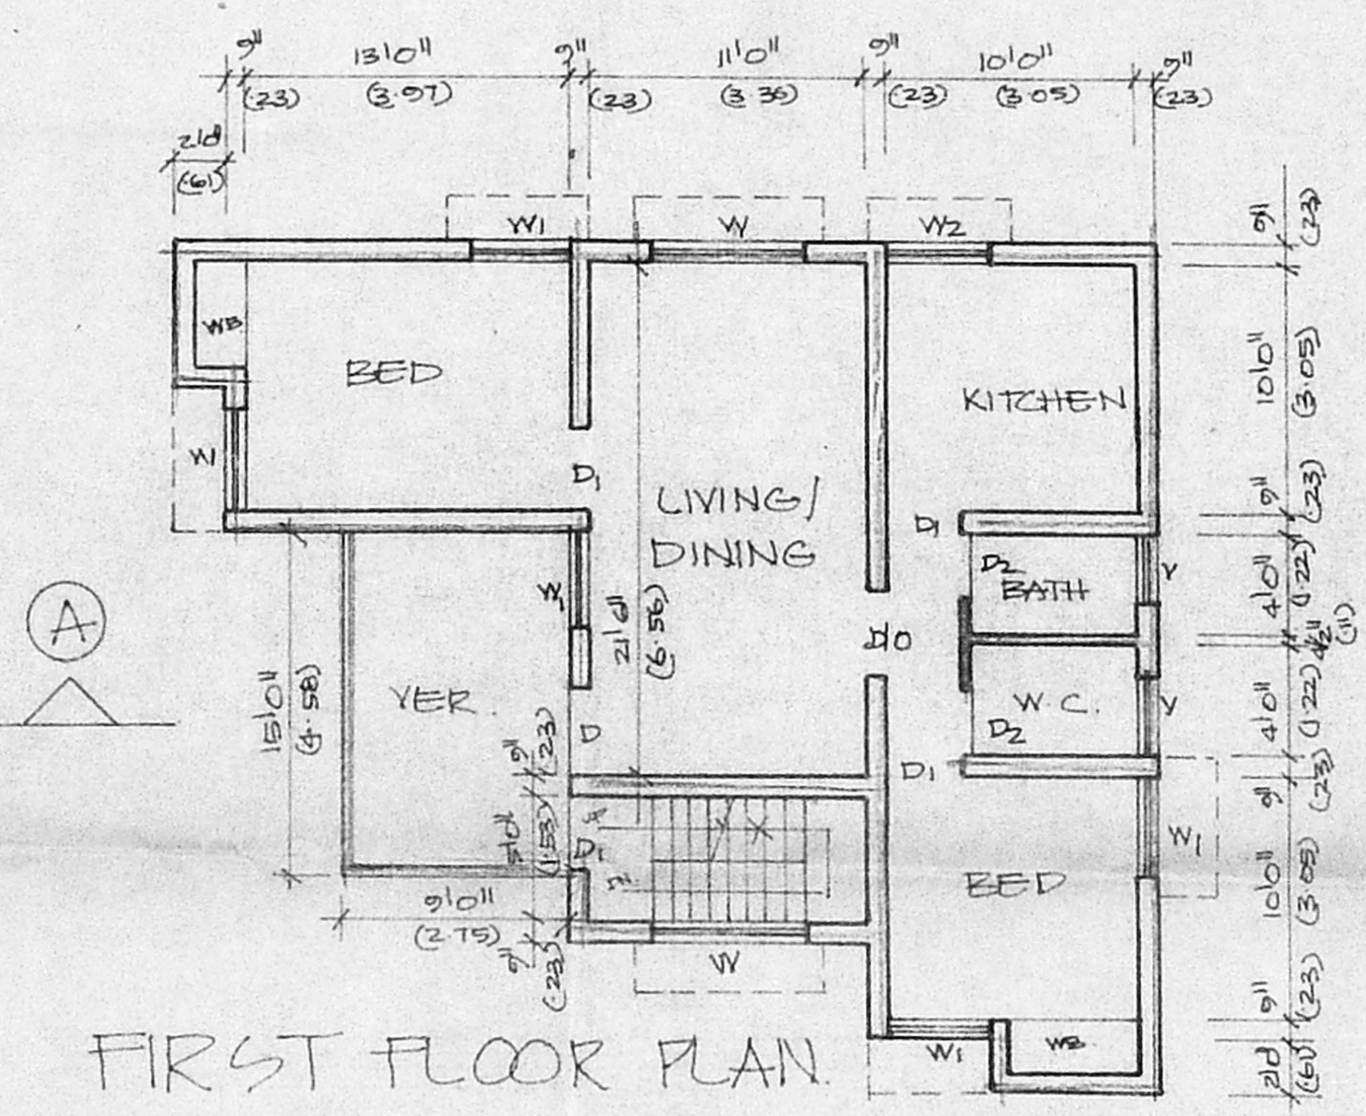 9" 13'0" 9" 11'0" 9" 10'0" 9"
(.23) (3.97) (.23) (3.36) (.23) (3.05) (.23)
2'0"
(.61)
W1 W W2
9"
(.23)
WB
BED
KITCHEN
10'0"
(3.05)
W
D1
LIVING/
DINING
D1
9"
(.23)
D2
BATH
V
4'0"
(1.22)
W
21'6"
(6.56)
D/O
4½"
(.11)
A
VER.
15'0"
(4.58)
W.C.
D2
V
4'0"
(1.22)
D
9"
(.23)
D1
9"
(.23)
5'0"
(1.53)
D1
W1
BED
10'0"
(3.05)
9'0"
(2.75)
9"
(.23)
W
9"
(.23)
W1
WB
2'0"
(.61)
FIRST FLOOR PLAN.